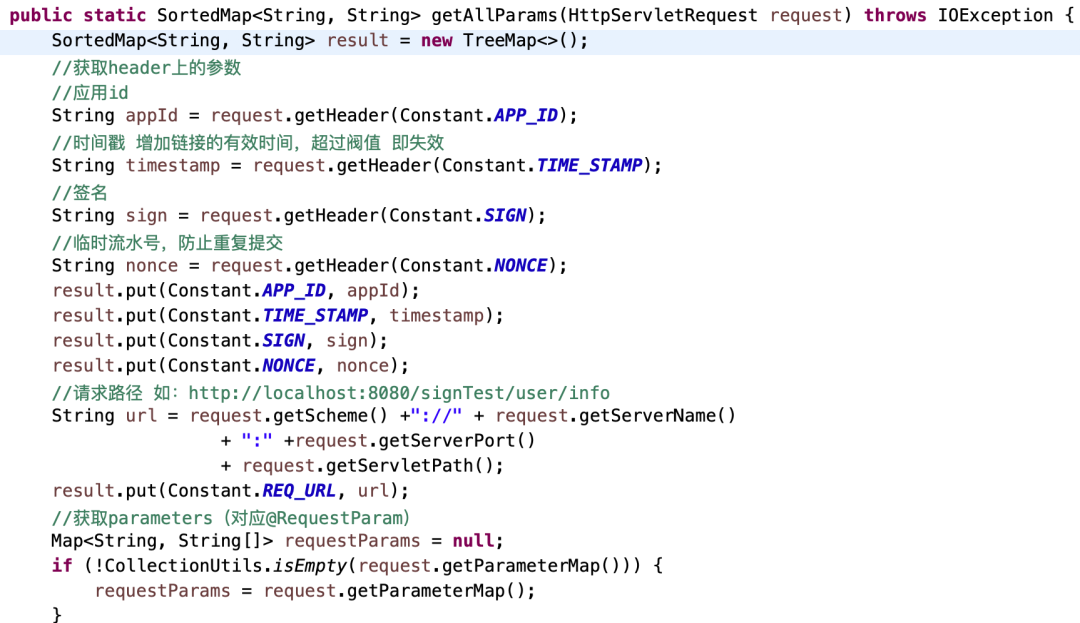 public static SortedMap<String, String> getAllParams(HttpServletRequest request) throws IOException {
    SortedMap<String, String> result = new TreeMap<>();
    //获取header上的参数
    //应用id
    String appId = request.getHeader(Constant.APP_ID);
    //时间戳 增加链接的有效时间，超过阀值 即失效
    String timestamp = request.getHeader(Constant.TIME_STAMP);
    //签名
    String sign = request.getHeader(Constant.SIGN);
    //临时流水号，防止重复提交
    String nonce = request.getHeader(Constant.NONCE);
    result.put(Constant.APP_ID, appId);
    result.put(Constant.TIME_STAMP, timestamp);
    result.put(Constant.SIGN, sign);
    result.put(Constant.NONCE, nonce);
    //请求路径 如：http://localhost:8080/signTest/user/info
    String url = request.getScheme() +"://" + request.getServerName()
                    + ":" +request.getServerPort()
                    + request.getServletPath();
    result.put(Constant.REQ_URL, url);
    //获取parameters（对应@RequestParam）
    Map<String, String[]> requestParams = null;
    if (!CollectionUtils.isEmpty(request.getParameterMap())) {
        requestParams = request.getParameterMap();
    }